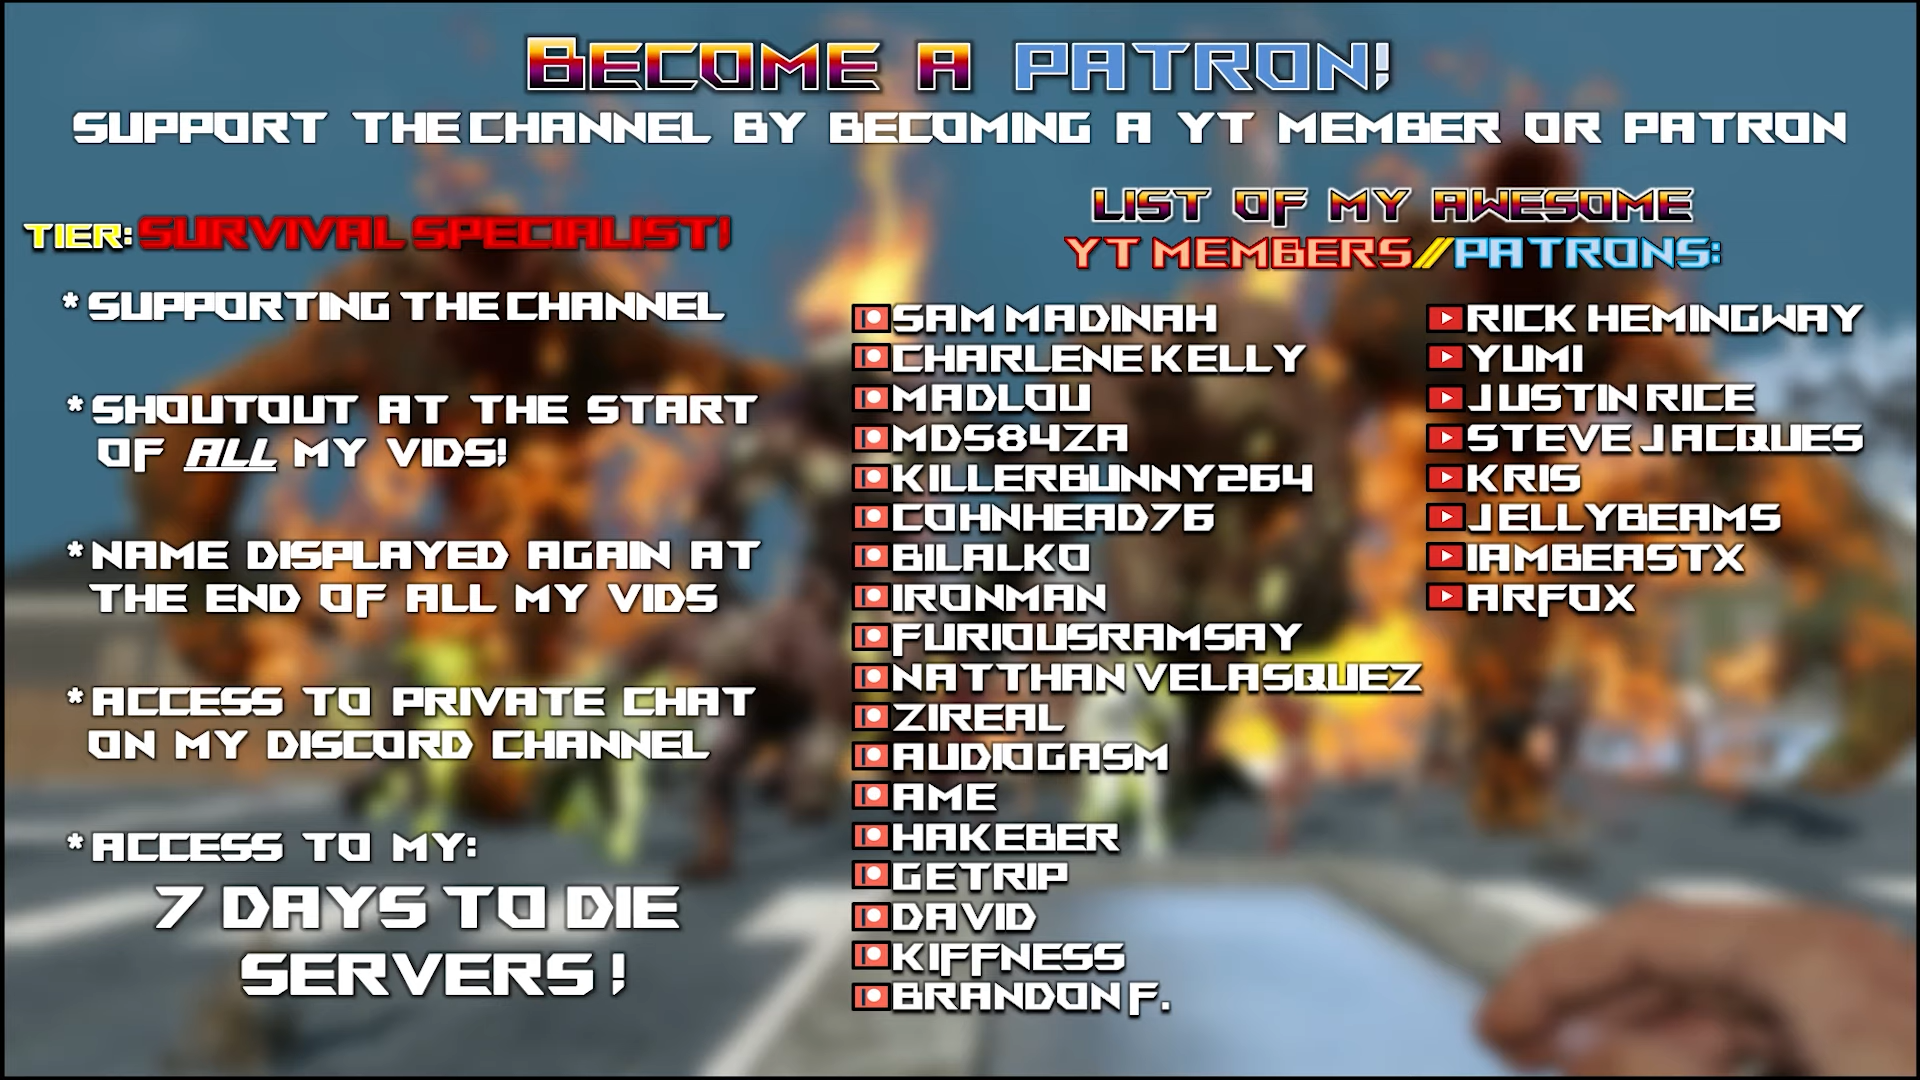 BECOME A PATRON!
SUPPORT THE CHANNEL BY BECOMING A YT MEMBER OR PATRON
TIER: SURVIVAL SPECIALIST!
* SUPPORTING THE CHANNEL
* SHOUTOUT AT THE START
OF ALL MY VIDS!
* NAME DISPLAYED AGAIN AT
THE END OF ALL MY VIDS
* ACCESS TO PRIVATE CHAT
ON MY DISCORD CHANNEL
* ACCESS TO MY:
7 DAYS TO DIE
SERVERS !
LIST OF MY AWESOME
YT MEMBERS//PATRONS:
SAM MADINAH
CHARLENE KELLY
MADLOU
MDS84ZA
KILLERBUNNY264
COHNHEAD76
BILALKO
IRONMAN
FURIOUSRAMSAY
NATTHAN VELASQUEZ
ZIREAL
AUDIOGASM
AME
HAKEBER
GETRIP
DAVID
KIFFNESS
BRANDON F.
RICK HEMINGWAY
YUMI
JUSTIN RICE
STEVE JACQUES
KRIS
JELLYBEAMS
IAMBEASTX
ARFOX